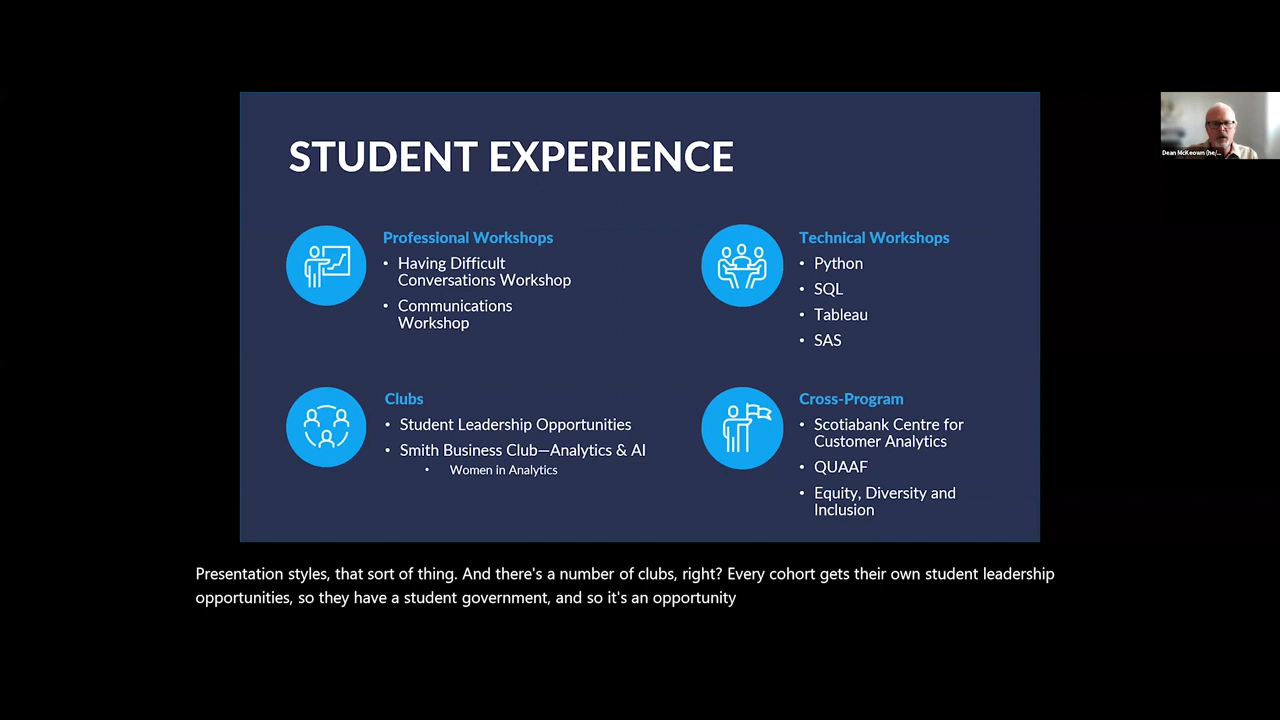 STUDENT EXPERIENCE
Professional Workshops
• Having Difficult
Conversations Workshop
• Communications
Workshop
Technical Workshops
• Python
• SQL
• Tableau
• SAS
Clubs
• Student Leadership Opportunities
• Smith Business Club—Analytics & AI
• Women in Analytics
Cross-Program
• Scotiabank Centre for
Customer Analytics
• QUAAF
• Equity, Diversity and
Inclusion
Dean McKeown (he/...
Presentation styles, that sort of thing. And there's a number of clubs, right? Every cohort gets their own student leadership
opportunities, so they have a student government, and so it's an opportunity